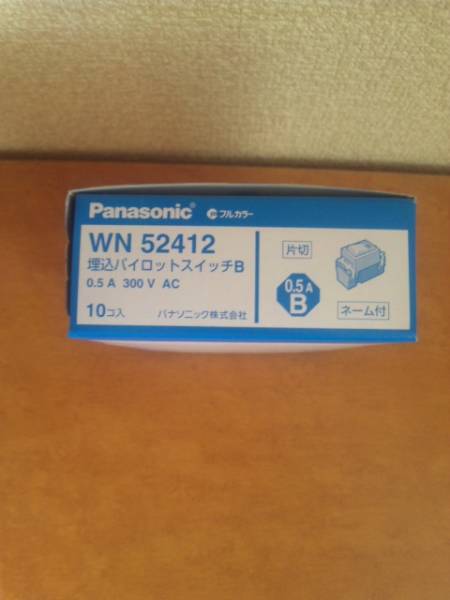 Panasonic フルカラー
WN 52412
埋込パイロットスイッチB
0.5 A 300 V AC
10コ入 パナソニック株式会社
片切
0.5 A
B
ネーム付